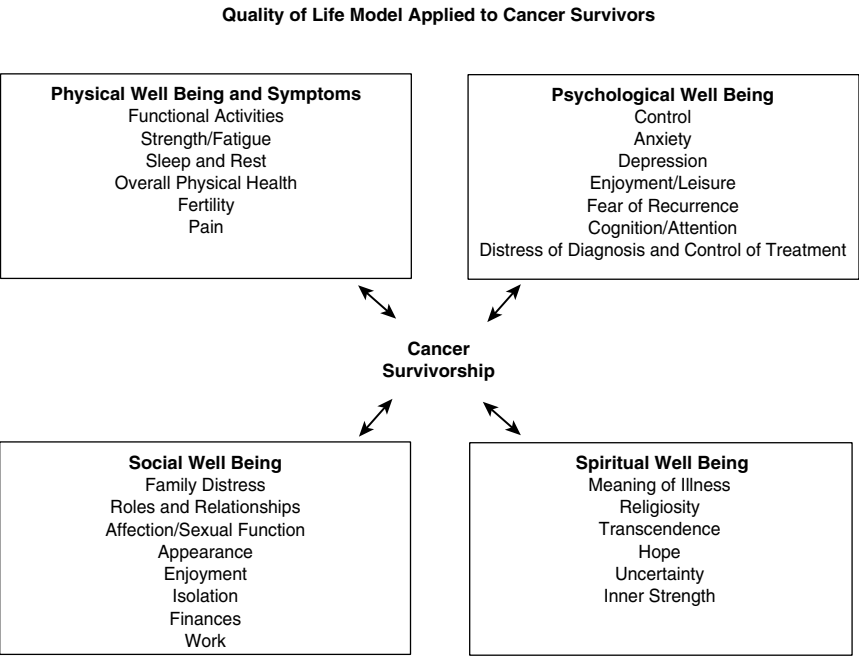 Quality of Life Model Applied to Cancer Survivors
Physical Well Being and Symptoms
Functional Activities
Strength/Fatigue
Sleep and Rest
Overall Physical Health
Fertility
Pain
Psychological Well Being
Control
Anxiety
Depression
Enjoyment/Leisure
Fear of Recurrence
Cognition/Attention
Distress of Diagnosis and Control of Treatment
Cancer
Survivorship
Social Well Being
Family Distress
Roles and Relationships
Affection/Sexual Function
Appearance
Enjoyment
Isolation
Finances
Work
Spiritual Well Being
Meaning of Illness
Religiosity
Transcendence
Hope
Uncertainty
Inner Strength